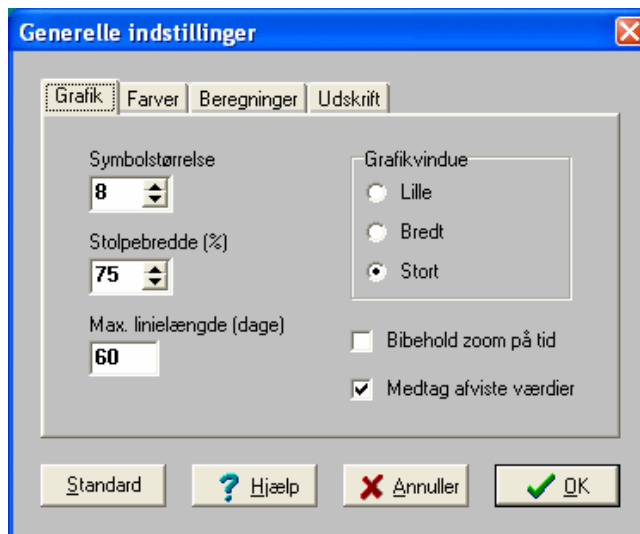 Generelle indstillinger
Grafik Farver Beregninger Udskrift
Symbolstørrelse
8
Stolpebredde (%)
75
Max. linielængde (dage)
60
Grafikvindue
Lille
Bredt
Stort
Bibehold zoom på tid
Medtag afviste værdier
Standard Hjælp Annuller OK